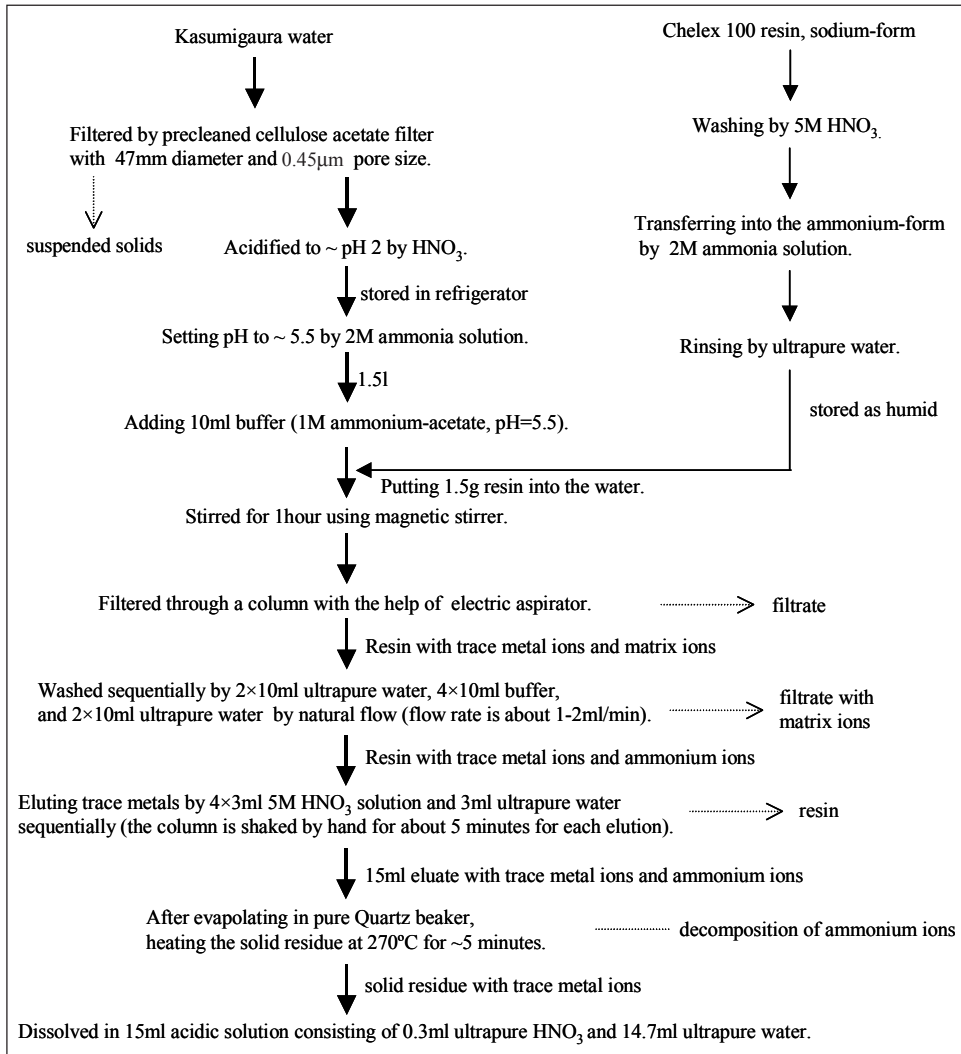 Kasumigaura water
Filtered by precleaned cellulose acetate filter
with 47mm diameter and 0.45μm pore size.
suspended solids
Acidified to ~ pH 2 by HNO₃.
stored in refrigerator
Setting pH to ~ 5.5 by 2M ammonia solution.
1.5l
Adding 10ml buffer (1M ammonium-acetate, pH=5.5).
Chelex 100 resin, sodium-form
Washing by 5M HNO₃.
Transferring into the ammonium-form
by 2M ammonia solution.
Rinsing by ultrapure water.
stored as humid
Putting 1.5g resin into the water.
Stirred for 1hour using magnetic stirrer.
Filtered through a column with the help of electric aspirator.
filtrate
Resin with trace metal ions and matrix ions
Washed sequentially by 2×10ml ultrapure water, 4×10ml buffer,
and 2×10ml ultrapure water by natural flow (flow rate is about 1-2ml/min).
filtrate with
matrix ions
Resin with trace metal ions and ammonium ions
Eluting trace metals by 4×3ml 5M HNO₃ solution and 3ml ultrapure water
sequentially (the column is shaked by hand for about 5 minutes for each elution).
resin
15ml eluate with trace metal ions and ammonium ions
After evapolating in pure Quartz beaker,
heating the solid residue at 270ºC for ~5 minutes.
decomposition of ammonium ions
solid residue with trace metal ions
Dissolved in 15ml acidic solution consisting of 0.3ml ultrapure HNO₃ and 14.7ml ultrapure water.